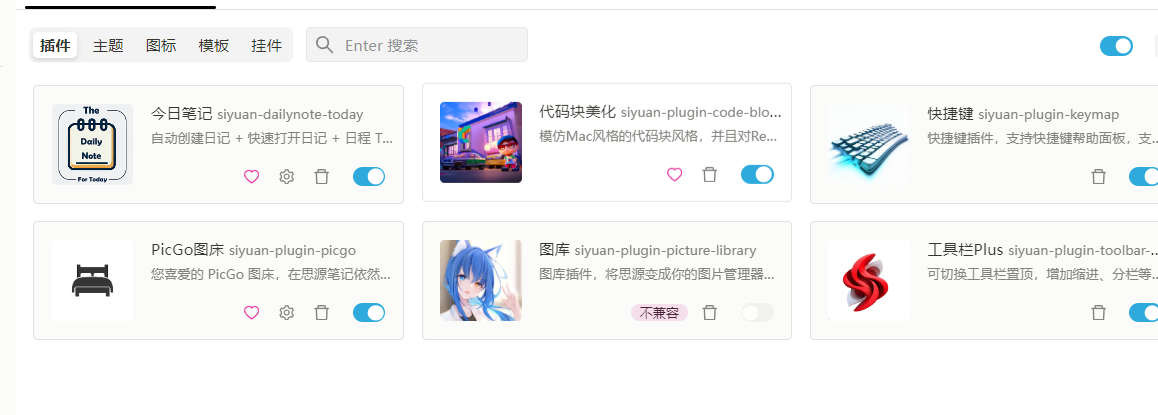 插件 主题 图标 模板 挂件 Enter 搜索
The
Daily
Note
For Today
今日笔记 siyuan-dailynote-today
自动创建日记 + 快速打开日记 + 日程 T...
代码块美化 siyuan-plugin-code-blo...
模仿Mac风格的代码块风格，并且对Re...
快捷键 siyuan-plugin-keymap
快捷键插件，支持快捷键帮助面板，支...
PicGo图床 siyuan-plugin-picgo
您喜爱的 PicGo 图床，在思源笔记依然...
图库 siyuan-plugin-picture-library
图库插件，将思源变成你的图片管理器...
不兼容
工具栏Plus siyuan-plugin-toolbar-...
可切换工具栏置顶，增加缩进、分栏等...